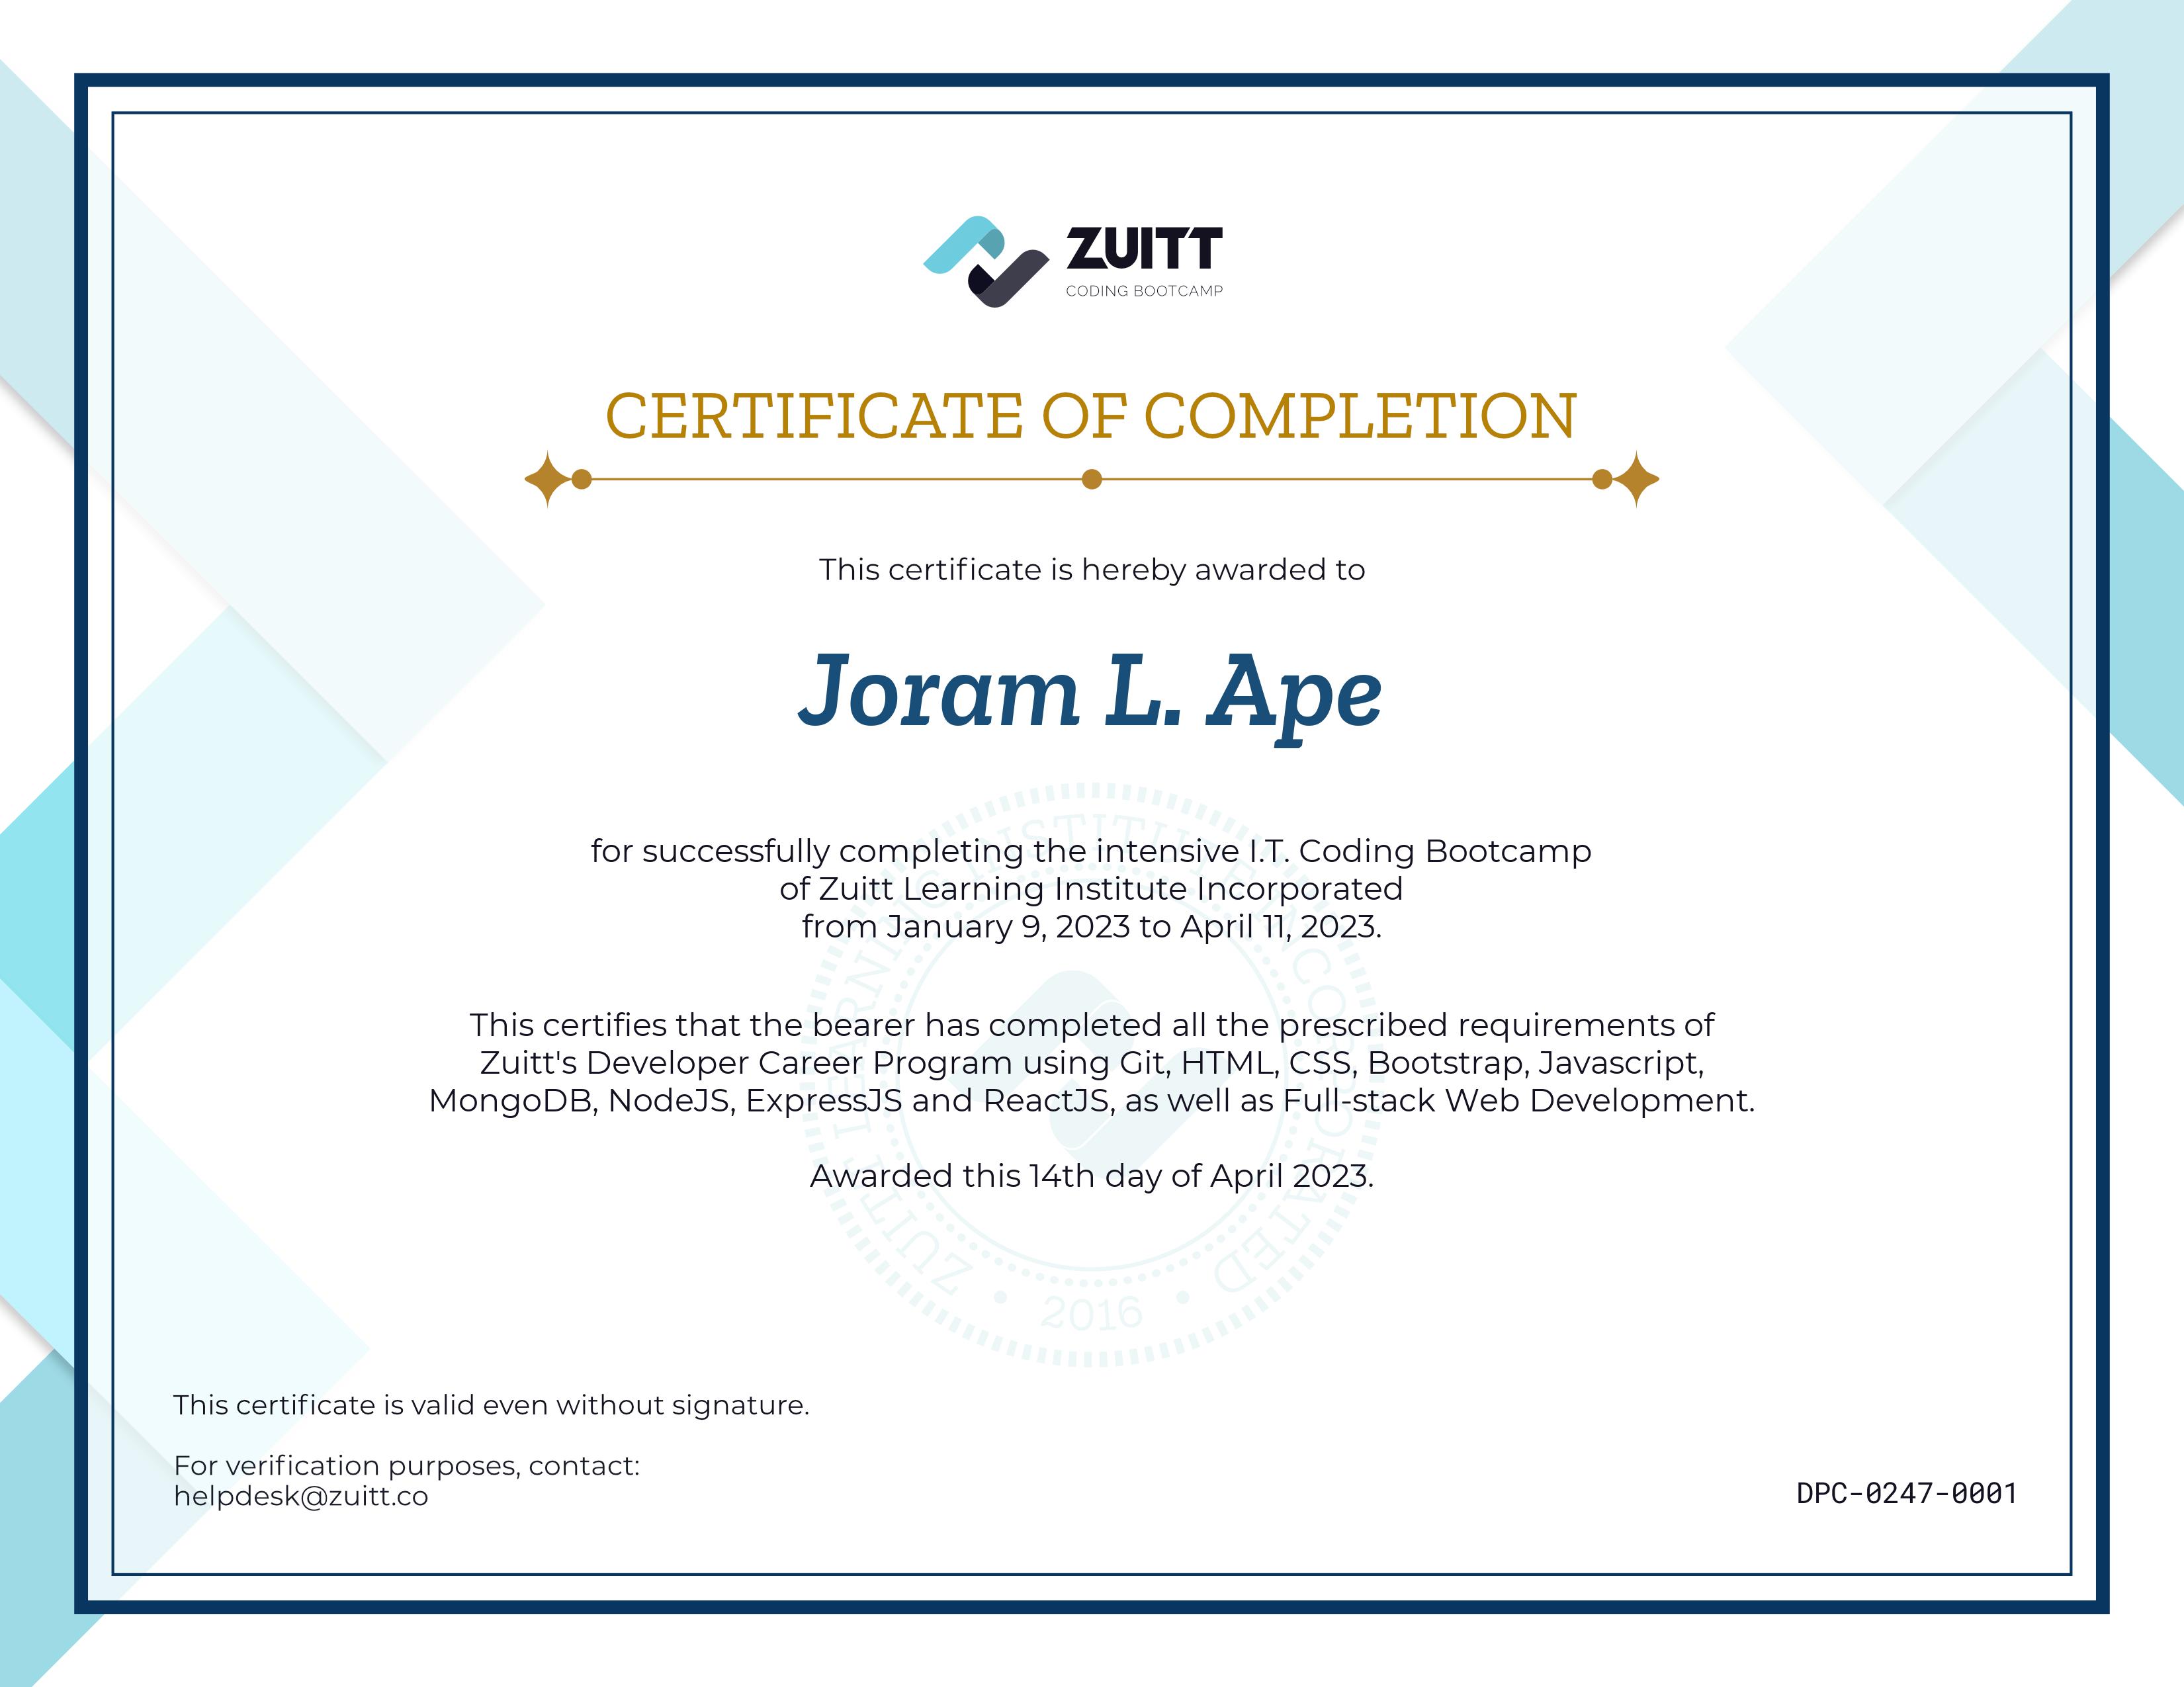 ZUITT
CODING BOOTCAMP
CERTIFICATE OF COMPLETION
This certificate is hereby awarded to
Joram L. Ape
for successfully completing the intensive I.T. Coding Bootcamp
of Zuitt Learning Institute Incorporated
from January 9, 2023 to April 11, 2023.
This certifies that the bearer has completed all the prescribed requirements of
Zuitt's Developer Career Program using Git, HTML, CSS, Bootstrap, Javascript,
MongoDB, NodeJS, ExpressJS and ReactJS, as well as Full-stack Web Development.
Awarded this 14th day of April 2023.
ZUITT LEARNING INSTITUTE INCORPORATED
2016
This certificate is valid even without signature.
For verification purposes, contact:
helpdesk@zuitt.co
DPC-0247-0001